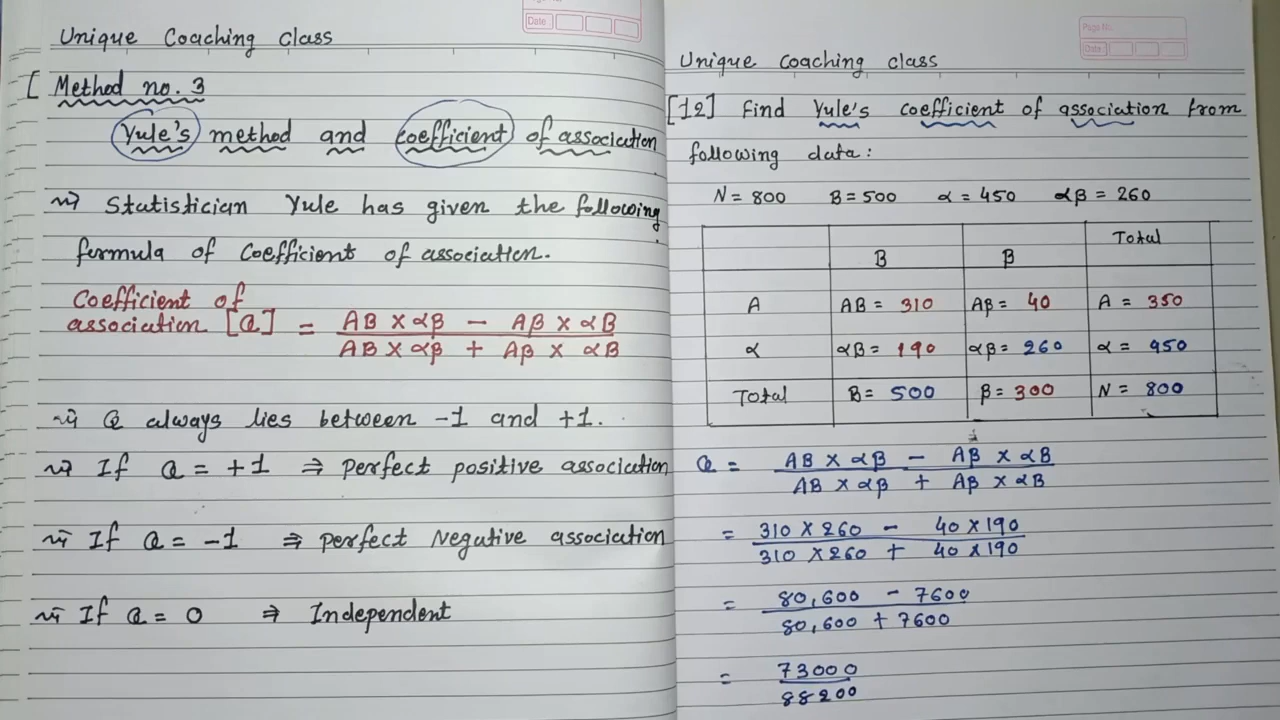 Unique Coaching Class
Date
[ Method no. 3
Yule's method and coefficient of association
⇝ Statistician Yule has given the following
formula of coefficient of association.
Coefficient of
association [Q] = AB × αβ − Aβ × αB
AB × αβ + Aβ × αB
⇝ Q always lies between -1 and +1.
⇝ If Q = +1 ⇒ perfect positive association
⇝ If Q = -1 ⇒ perfect Negative association
⇝ If Q = 0 ⇒ Independent
Page No.
Date
Unique Coaching class
[12] Find Yule's coefficient of association from
following data:
N = 800 B = 500 α = 450 αβ = 260
B β Total
A AB = 310 Aβ = 40 A = 350
α αB = 190 αβ = 260 α = 450
Total B = 500 β = 300 N = 800
Q = AB × αβ − Aβ × αB
AB × αβ + Aβ × αB
= 310 × 260 − 40 × 190
310 × 260 + 40 × 190
= 80,600 − 7600
80,600 + 7600
= 73000
88200